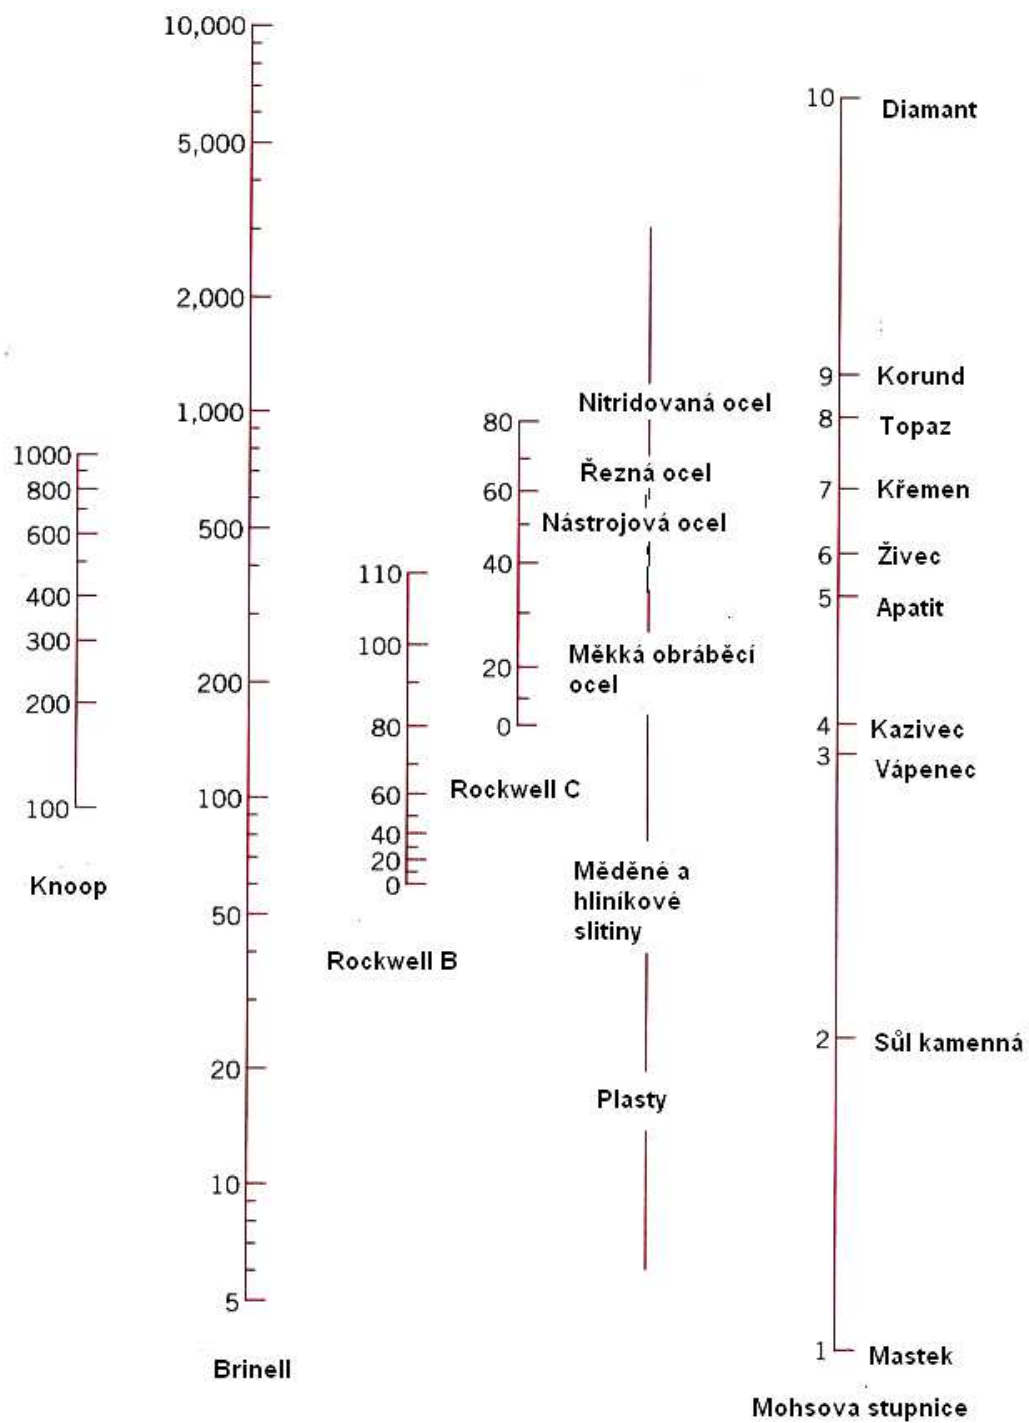 10,000
5,000
2,000
1,000
500
200
100
50
20
10
5
Brinell
1000
800
600
400
300
200
100
Knoop
110
100
80
60
40
20
0
Rockwell B
80
60
40
20
0
Rockwell C
Nitridovaná ocel
Řezná ocel
Nástrojová ocel
Měkká obráběcí
ocel
Měděné a
hliníkové
slitiny
Plasty
10 Diamant
9 Korund
8 Topaz
7 Křemen
6 Živec
5 Apatit
4 Kazivec
3 Vápenec
2 Sůl kamenná
1 Mastek
Mohsova stupnice